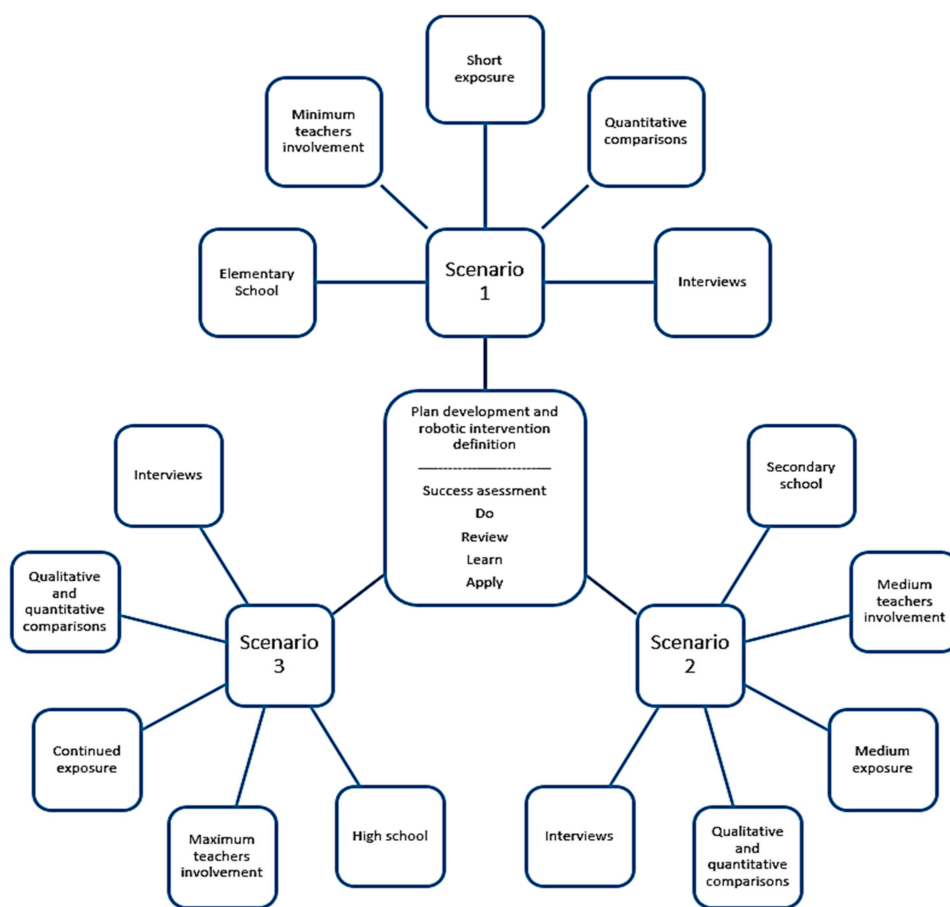 Short
exposure
Minimum
teachers
involvement
Quantitative
comparisons
Elementary
School
Scenario
1
Interviews
Plan development and
robotic intervention
definition
--------------------------
Success asessment
Do
Review
Learn
Apply
Interviews
Qualitative
and
quantitative
comparisons
Scenario
3
Continued
exposure
Maximum
teachers
involvement
High school
Secondary
school
Medium
teachers
involvement
Scenario
2
Medium
exposure
Interviews
Qualitative
and
quantitative
comparisons